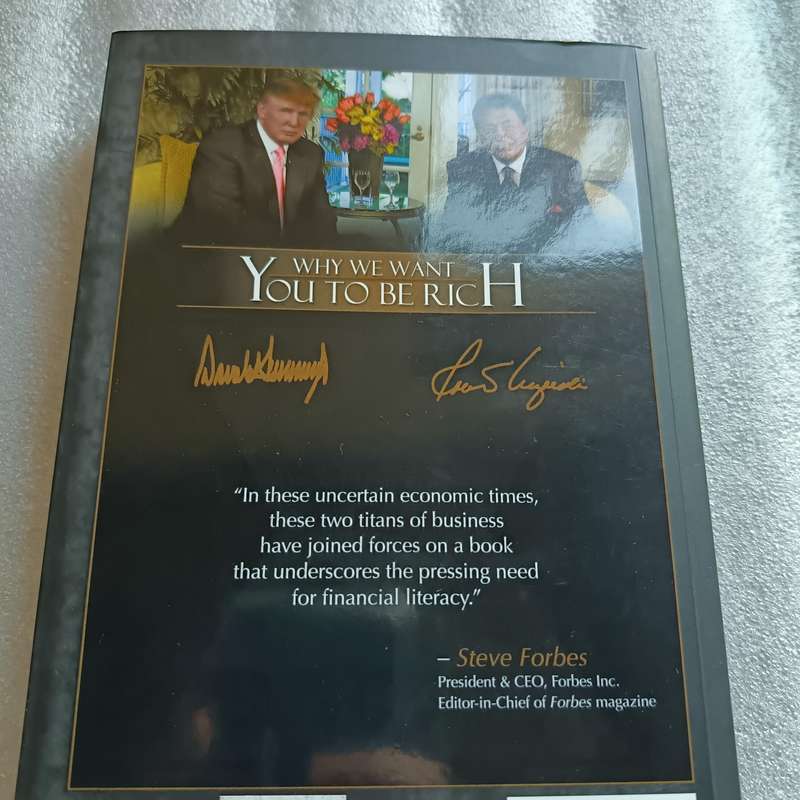 WHY WE WANT
YOU TO BE RICH
“In these uncertain economic times,
these two titans of business
have joined forces on a book
that underscores the pressing need
for financial literacy.”
– Steve Forbes
President & CEO, Forbes Inc.
Editor-in-Chief of Forbes magazine